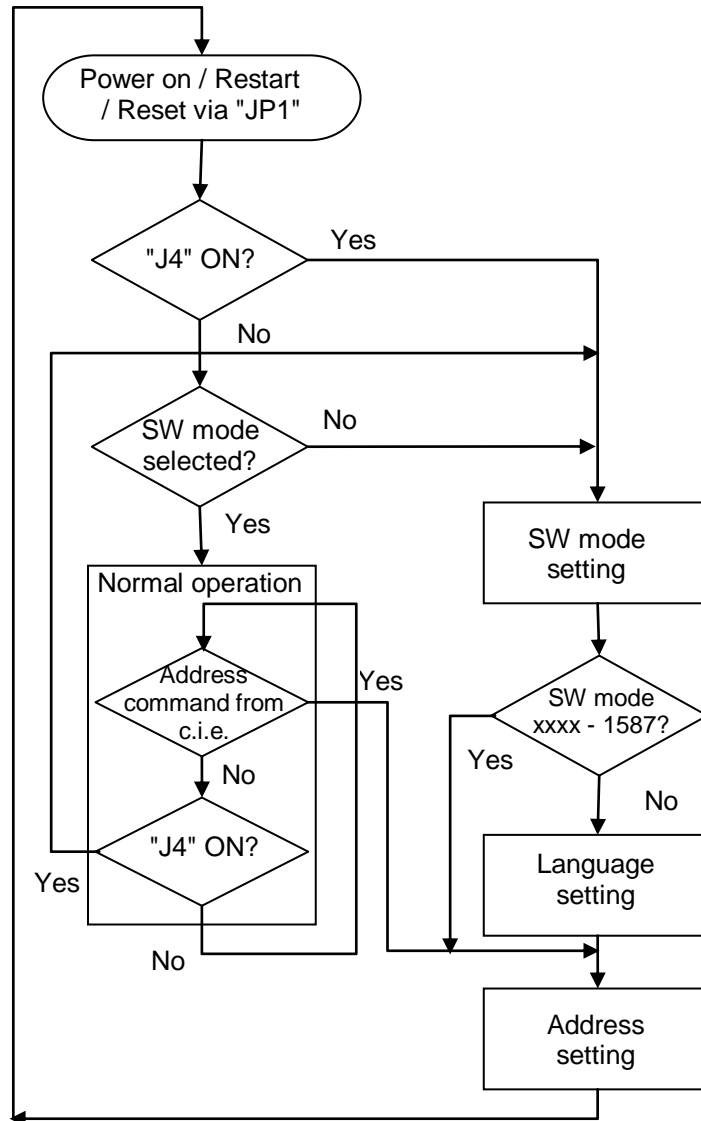 Power on / Restart
/ Reset via "JP1"
"J4" ON?
Yes
No
SW mode
selected?
No
Yes
Normal operation
Address
command from
c.i.e.
Yes
No
"J4" ON?
Yes
No
SW mode
setting
SW mode
xxxx - 1587?
Yes
No
Language
setting
Address
setting